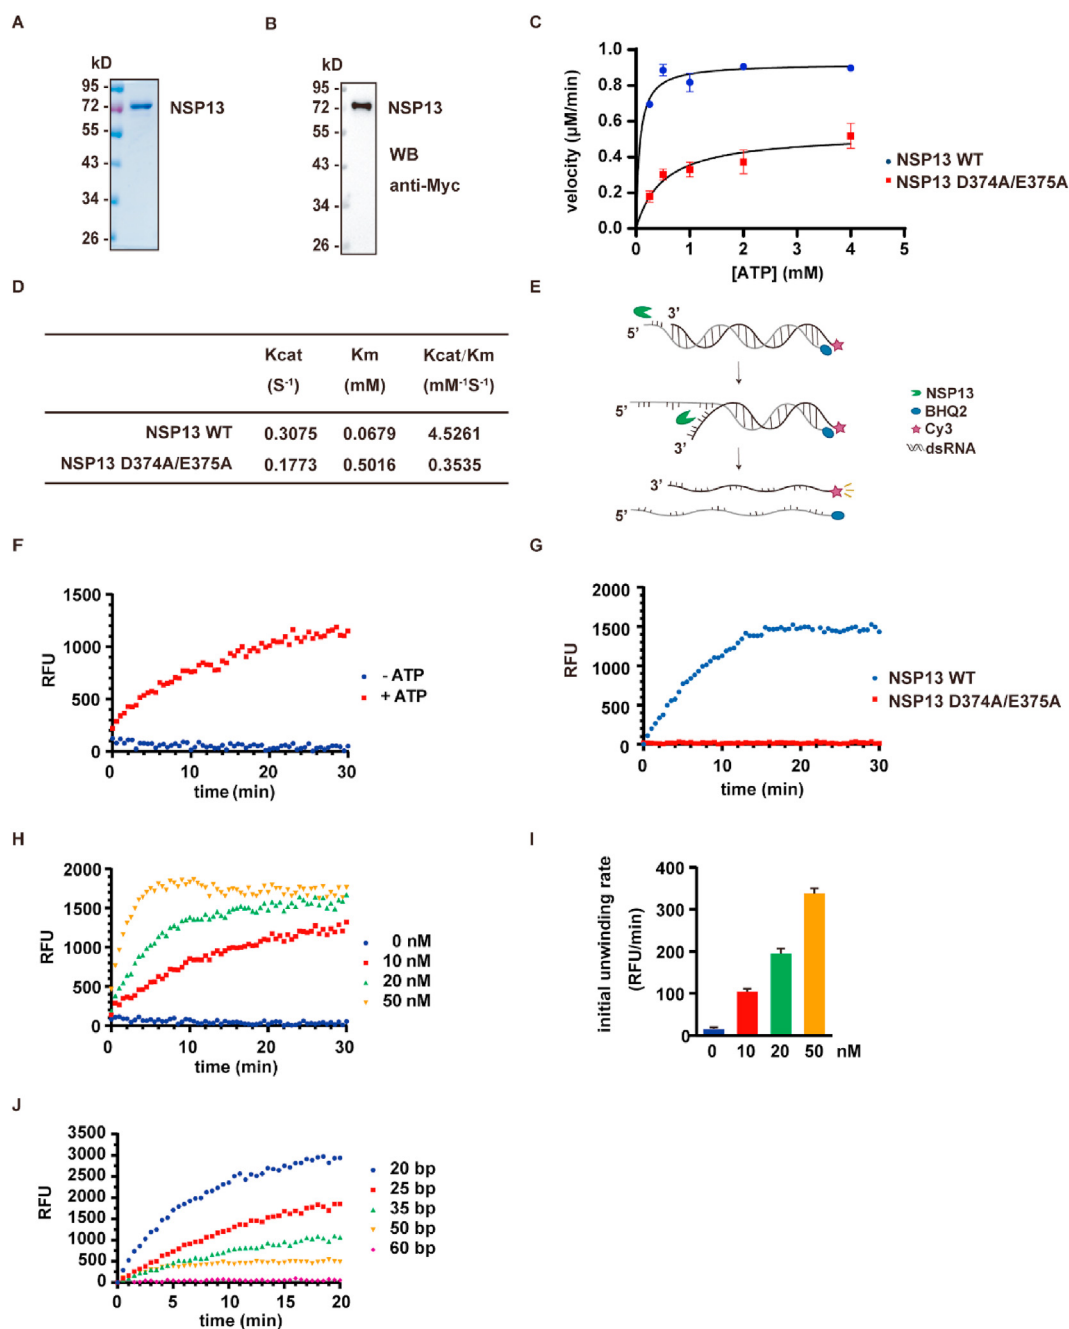 A
kD
95 -
72 -
55 -
43 -
34 -
26 -
NSP13
B
kD
95 -
72 -
55 -
43 -
34 -
26 -
NSP13
WB
anti-Myc
C
velocity (μM/min)
1.0
0.8
0.6
0.4
0.2
0.0
0 1 2 3 4 5
[ATP] (mM)
NSP13 WT
NSP13 D374A/E375A
D
Kcat Km Kcat/Km
(S⁻¹) (mM) (mM⁻¹S⁻¹)
NSP13 WT 0.3075 0.0679 4.5261
NSP13 D374A/E375A 0.1773 0.5016 0.3535
E
3'
5'
5'
3'
3'
5'
NSP13
BHQ2
Cy3
dsRNA
F
RFU
1500
1000
500
0
0 10 20 30
time (min)
- ATP
+ ATP
G
RFU
2000
1500
1000
500
0
0 10 20 30
time (min)
NSP13 WT
NSP13 D374A/E375A
H
RFU
2000
1500
1000
500
0
0 10 20 30
time (min)
0 nM
10 nM
20 nM
50 nM
I
initial unwinding rate
(RFU/min)
400
300
200
100
0
0 10 20 50 nM
J
RFU
3500
3000
2500
2000
1500
1000
500
0
0 5 10 15 20
time (min)
20 bp
25 bp
35 bp
50 bp
60 bp